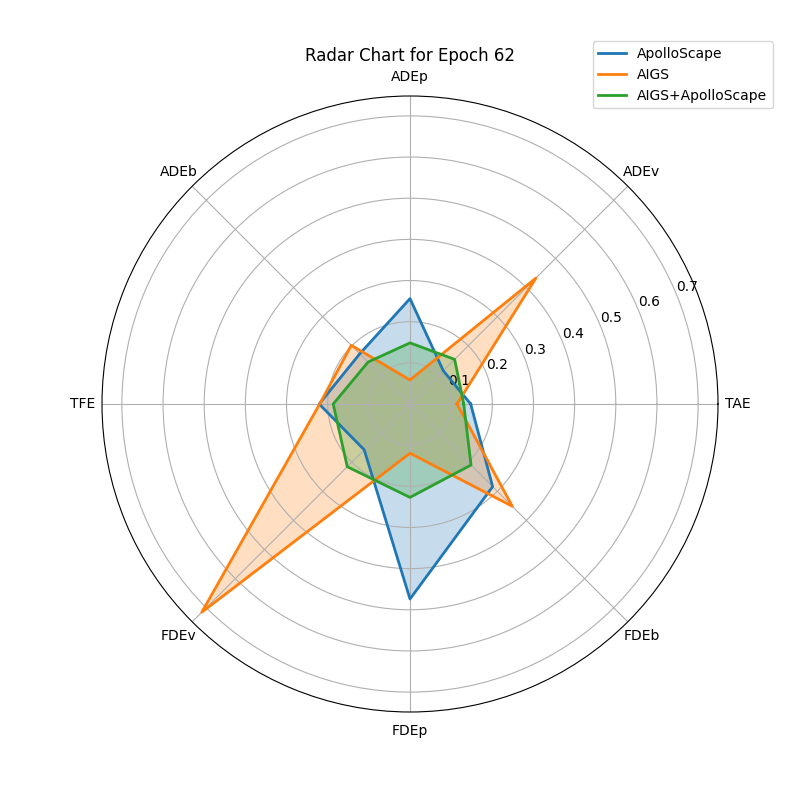 Radar Chart for Epoch 62
ApolloScape
AIGS
AIGS+ApolloScape
ADEp
ADEb
ADEv
0.7
0.6
0.5
0.4
0.3
0.2
0.1
TFE
TAE
FDEv
FDEb
FDEp